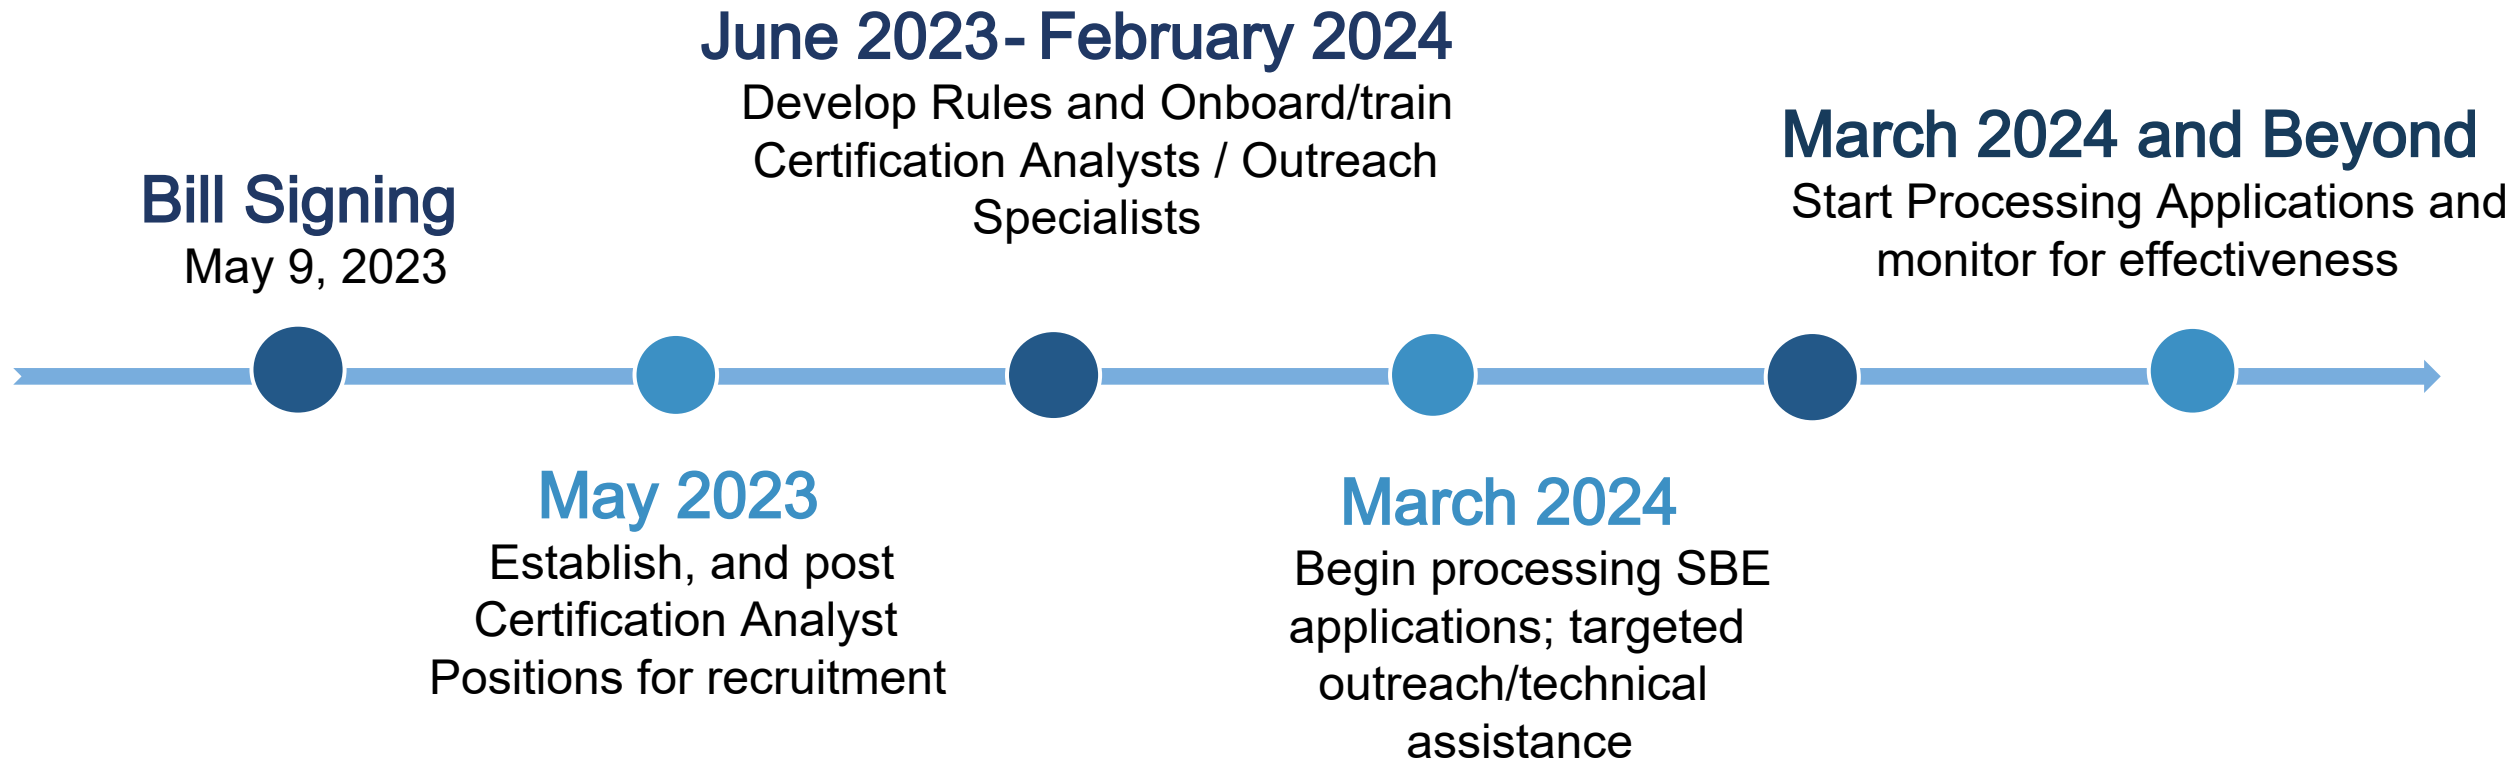 Bill Signing
May 9, 2023
May 2023
Establish, and post
Certification Analyst
Positions for recruitment
June 2023- February 2024
Develop Rules and Onboard/train
Certification Analysts / Outreach
Specialists
March 2024
Begin processing SBE
applications; targeted
outreach/technical
assistance
March 2024 and Beyond
Start Processing Applications and
monitor for effectiveness